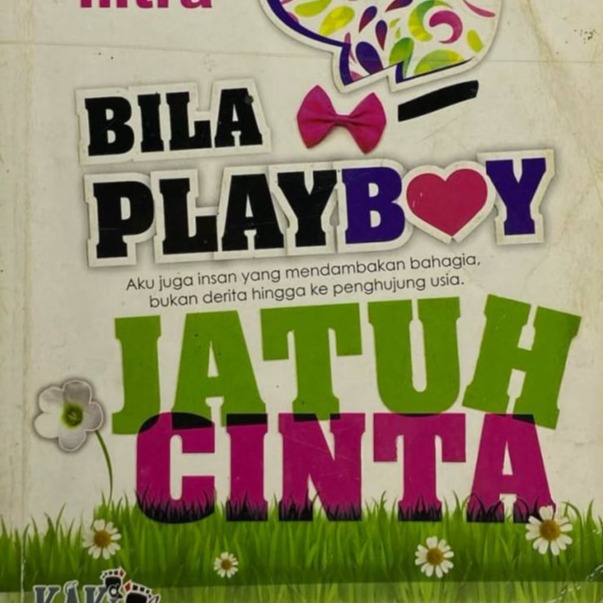 BILA
PLAYBOY
Aku juga insan yang mendambakan bahagia,
bukan derita hingga ke penghujung usia.
JATUH
CINTA